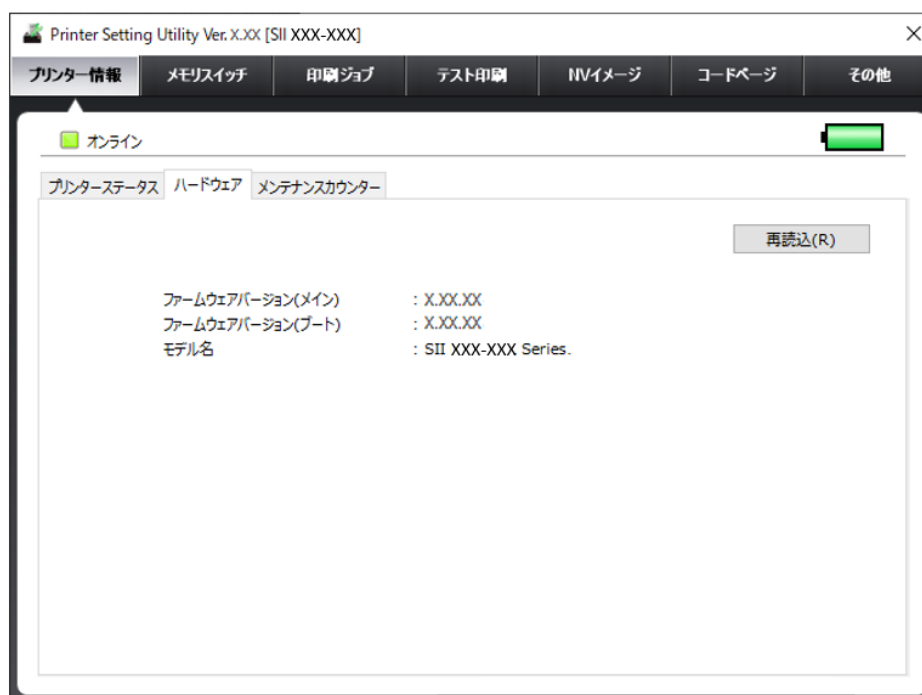 Printer Setting Utility Ver. X.XX [SII XXX-XXX]
プリンター情報 メモリスイッチ 印刷ジョブ テスト印刷 NVイメージ コードページ その他
オンライン
プリンターステータス ハードウェア メンテナンスカウンター
再読込(R)
ファームウェアバージョン(メイン) : X.XX.XX
ファームウェアバージョン(ブート) : X.XX.XX
モデル名 : SII XXX-XXX Series.